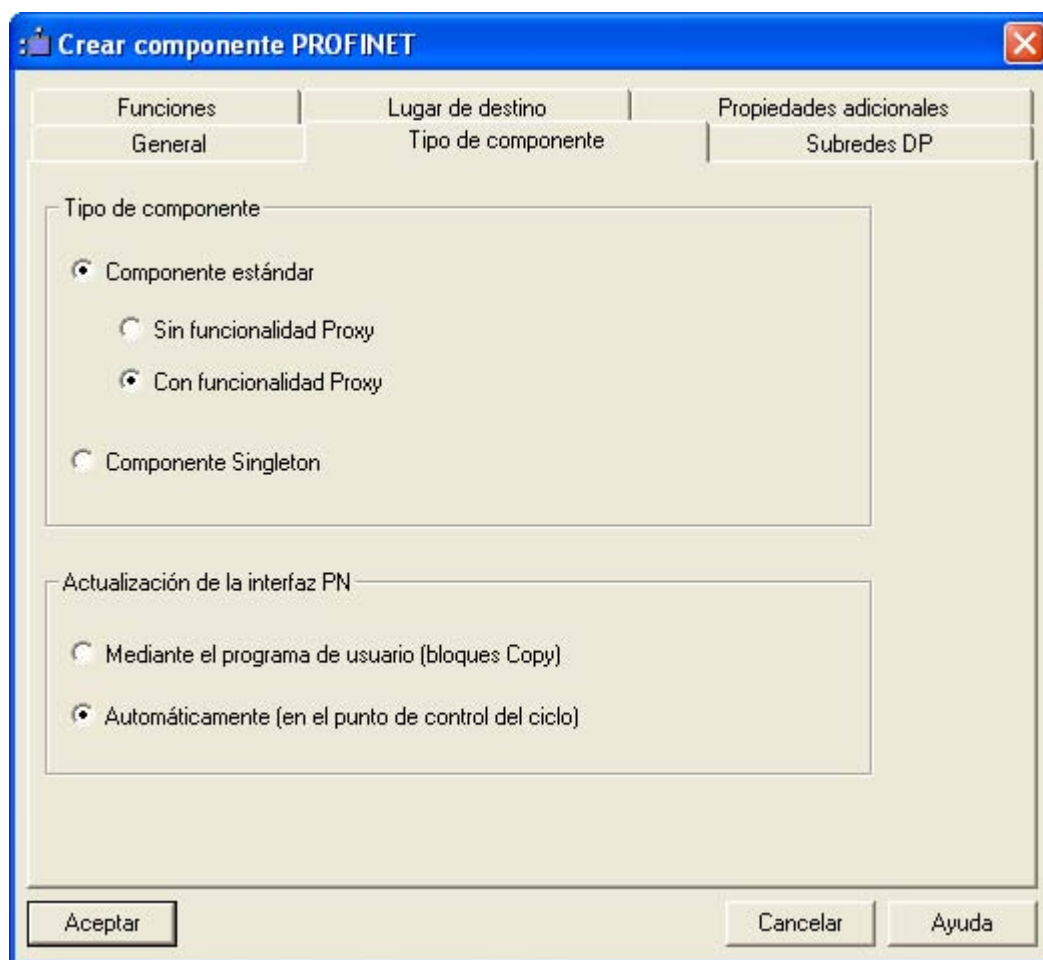 Crear componente PROFINET
Funciones
Lugar de destino
Propiedades adicionales
General
Tipo de componente
Subredes DP
Tipo de componente
Componente estándar
Sin funcionalidad Proxy
Con funcionalidad Proxy
Componente Singleton
Actualización de la interfaz PN
Mediante el programa de usuario (bloques Copy)
Automáticamente (en el punto de control del ciclo)
Aceptar
Cancelar
Ayuda